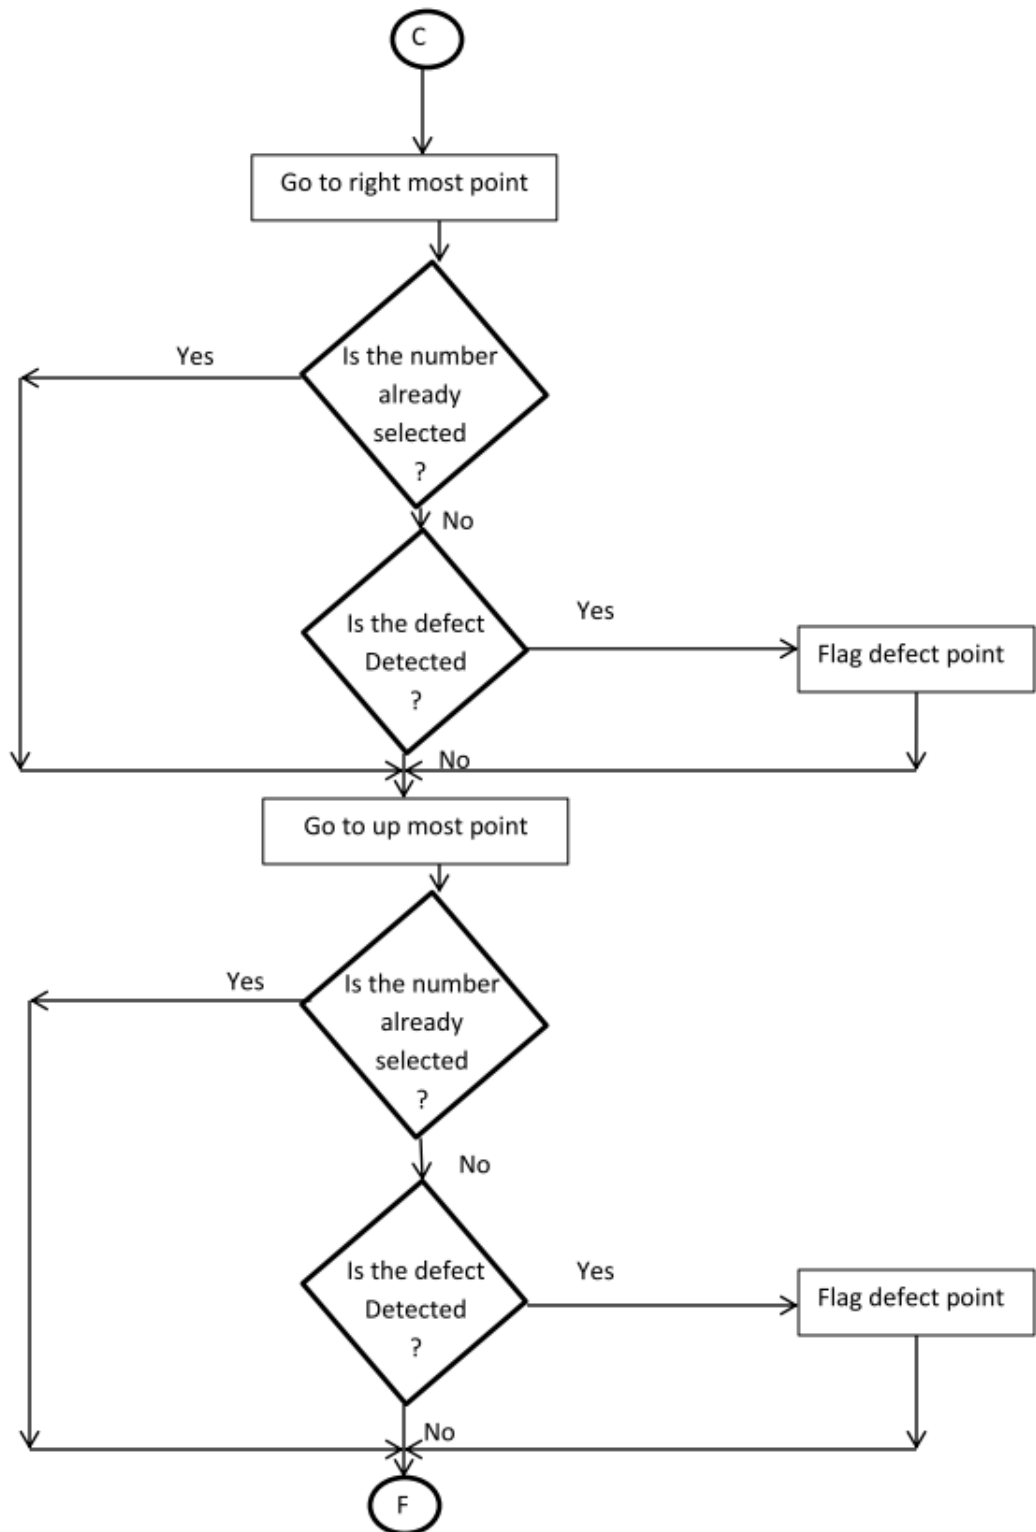 C
Go to right most point
Yes
Is the number
already
selected
?
No
Is the defect
Detected
?
Yes
Flag defect point
No
Go to up most point
Yes
Is the number
already
selected
?
No
Is the defect
Detected
?
Yes
Flag defect point
No
F